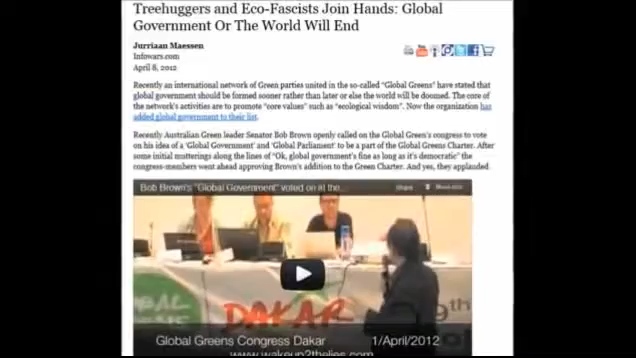 Treehuggers and Eco-Fascists Join Hands: Global
Government Or The World Will End
Jurriaan Maessen
Infowars.com
April 8, 2012
Recently an international network of Green parties united in the so-called “Global Greens” have stated that
global government should be formed sooner rather than later or else the world will be doomed. The core of
the network’s activities are to promote “core values” such as “ecological wisdom”. Now the organization has
added global government to their list.
Recently Australian Green leader Senator Bob Brown openly called on the Global Green’s congress to vote
on his idea of a ‘Global Government’ and ‘Global Parliament’ to be a part of the Global Greens Charter. After
some initial mutterings along the lines of “Ok, global government’s fine as long as it’s democratic” the
congress-members went ahead approving Brown’s addition to the Green Charter. And yes, they applauded.
Bob Brown's "Global Government" voted on at the...
DAKAR
Global Greens Congress Dakar 1/April/2012
www.wakeup2thelies.com